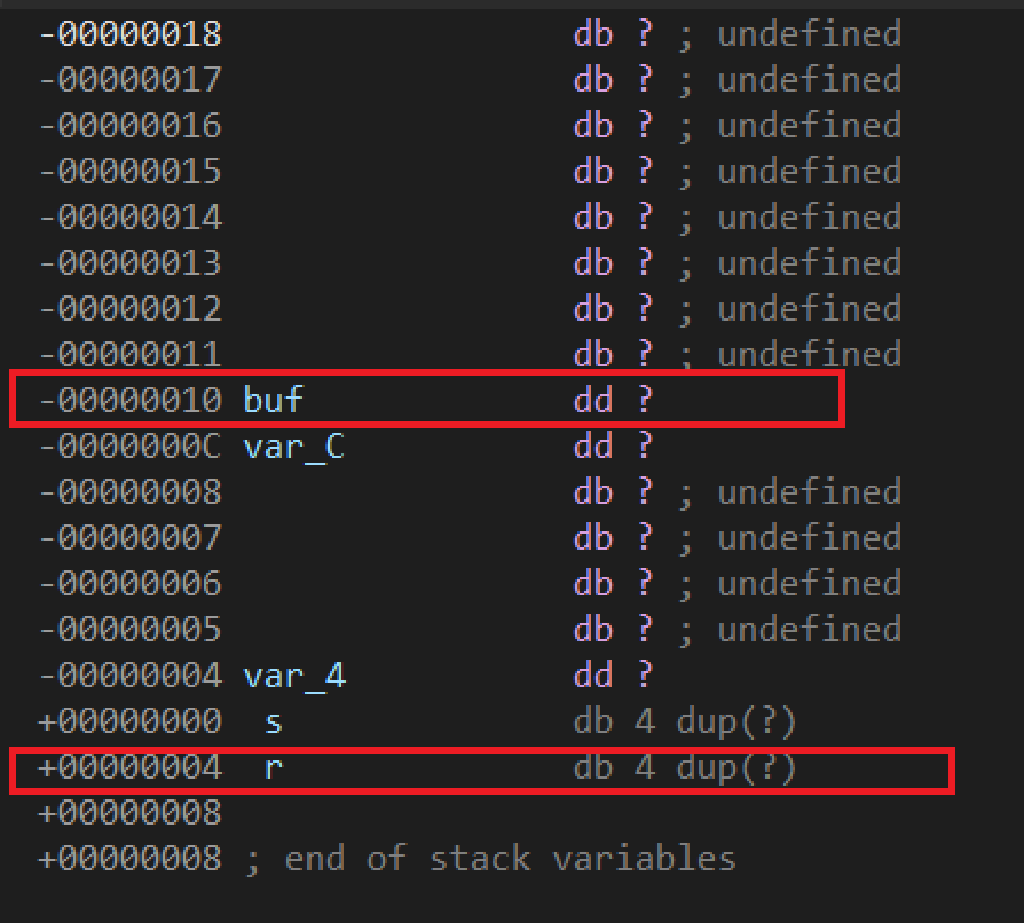 -00000018 db ? ; undefined
-00000017 db ? ; undefined
-00000016 db ? ; undefined
-00000015 db ? ; undefined
-00000014 db ? ; undefined
-00000013 db ? ; undefined
-00000012 db ? ; undefined
-00000011 db ? ; undefined
-00000010 buf dd ?
-0000000C var_C dd ?
-00000008 db ? ; undefined
-00000007 db ? ; undefined
-00000006 db ? ; undefined
-00000005 db ? ; undefined
-00000004 var_4 dd ?
+00000000 s db 4 dup(?)
+00000004 r db 4 dup(?)
+00000008
+00000008 ; end of stack variables